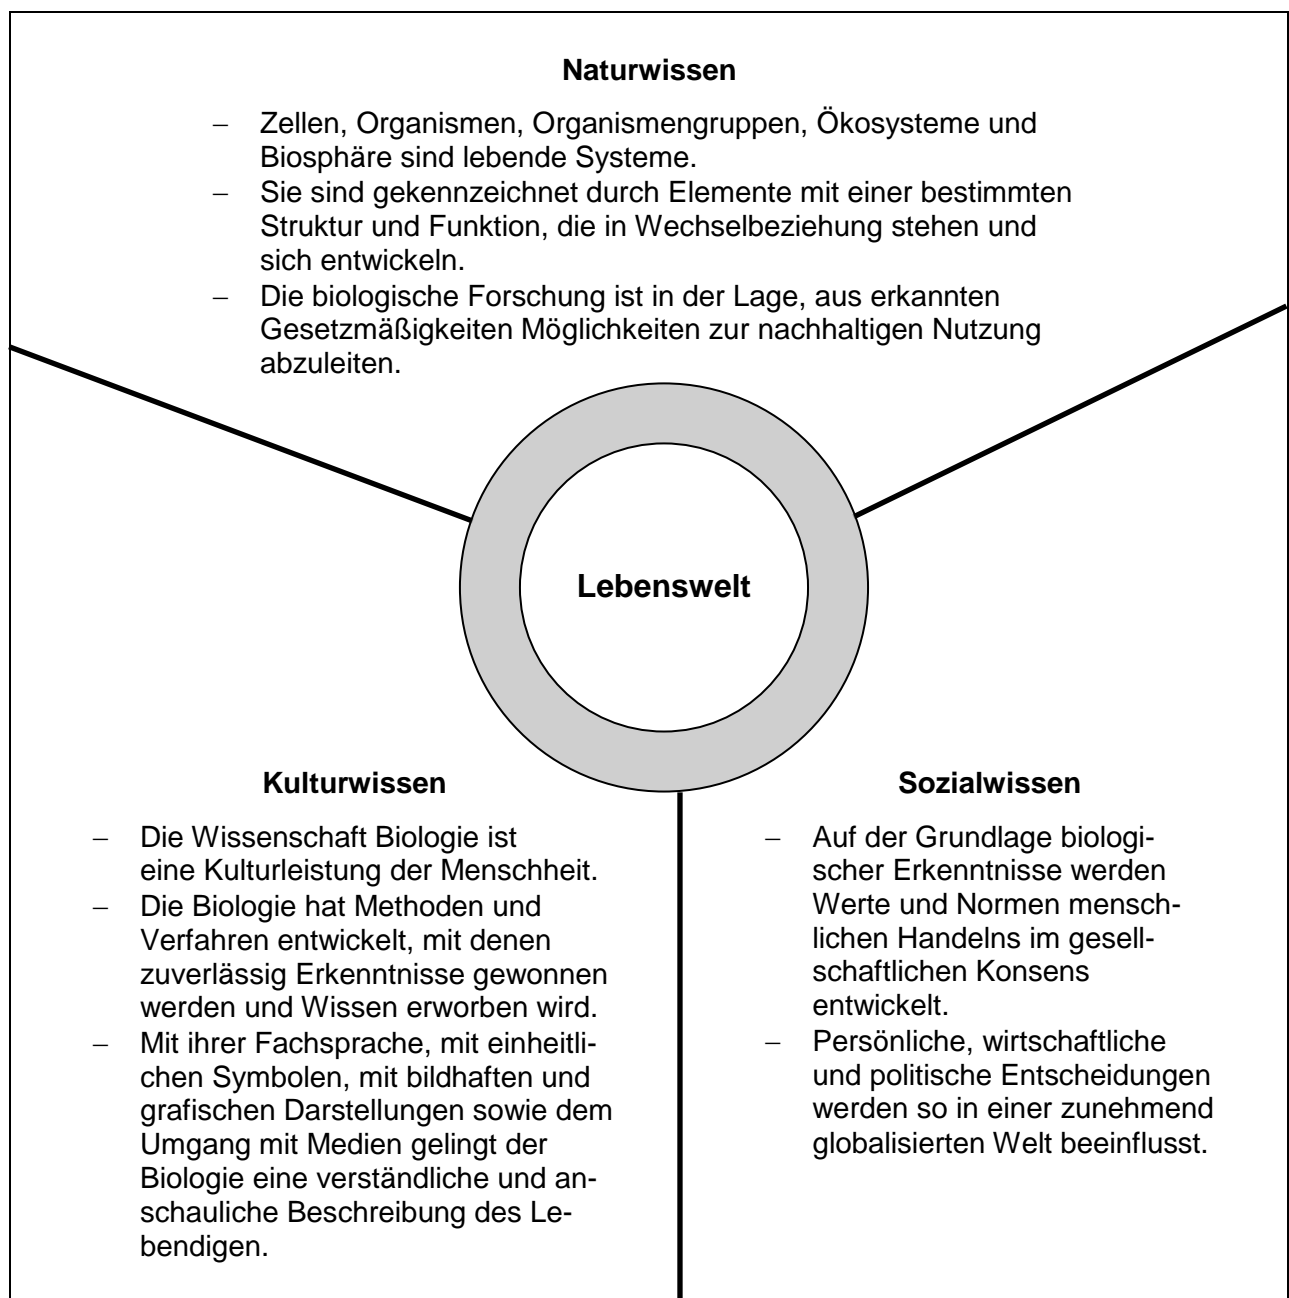 Naturwissen
– Zellen, Organismen, Organismengruppen, Ökosysteme und
Biosphäre sind lebende Systeme.
– Sie sind gekennzeichnet durch Elemente mit einer bestimmten
Struktur und Funktion, die in Wechselbeziehung stehen und
sich entwickeln.
– Die biologische Forschung ist in der Lage, aus erkannten
Gesetzmäßigkeiten Möglichkeiten zur nachhaltigen Nutzung
abzuleiten.
Lebenswelt
Kulturwissen
– Die Wissenschaft Biologie ist
eine Kulturleistung der Menschheit.
– Die Biologie hat Methoden und
Verfahren entwickelt, mit denen
zuverlässig Erkenntnisse gewonnen
werden und Wissen erworben wird.
– Mit ihrer Fachsprache, mit einheitli-
chen Symbolen, mit bildhaften und
grafischen Darstellungen sowie dem
Umgang mit Medien gelingt der
Biologie eine verständliche und an-
schauliche Beschreibung des Le-
bendigen.
Sozialwissen
– Auf der Grundlage biologi-
scher Erkenntnisse werden
Werte und Normen mensch-
lichen Handelns im gesell-
schaftlichen Konsens
entwickelt.
– Persönliche, wirtschaftliche
und politische Entscheidungen
werden so in einer zunehmend
globalisierten Welt beeinflusst.